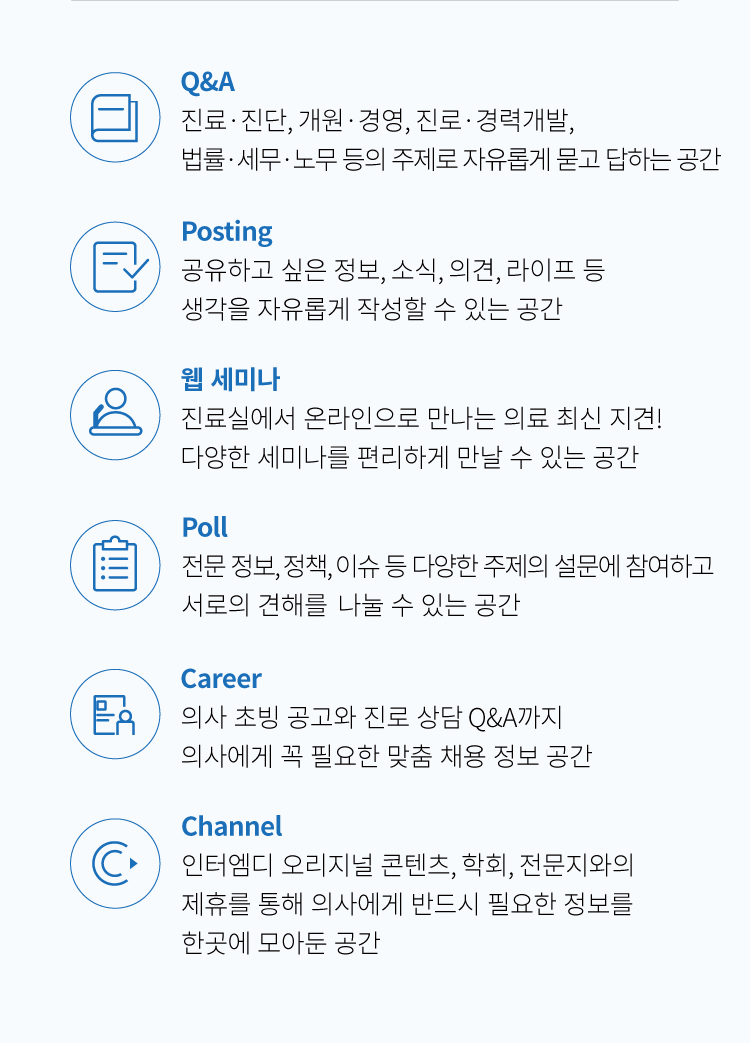 Q&A
진료·진단, 개원·경영, 진로·경력개발,
법률·세무·노무 등의 주제로 자유롭게 묻고 답하는 공간
Posting
공유하고 싶은 정보, 소식, 의견, 라이프 등
생각을 자유롭게 작성할 수 있는 공간
웹 세미나
진료실에서 온라인으로 만나는 의료 최신 지견!
다양한 세미나를 편리하게 만날 수 있는 공간
Poll
전문 정보, 정책, 이슈 등 다양한 주제의 설문에 참여하고
서로의 견해를 나눌 수 있는 공간
Career
의사 초빙 공고와 진로 상담 Q&A까지
의사에게 꼭 필요한 맞춤 채용 정보 공간
Channel
인터엠디 오리지널 콘텐츠, 학회, 전문지와의
제휴를 통해 의사에게 반드시 필요한 정보를
한곳에 모아둔 공간